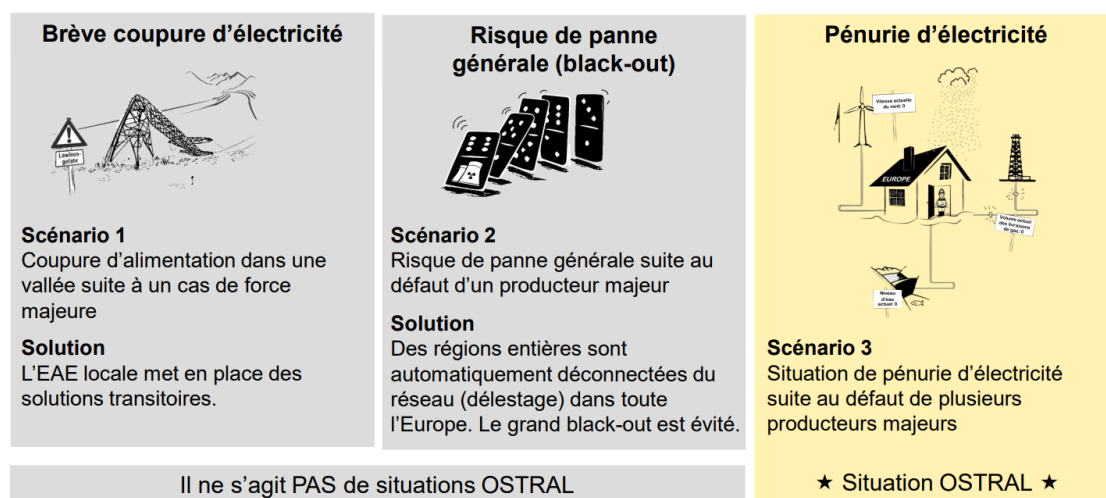 Brève coupure d'électricité
Lawinen-
gefahr
Scénario 1
Coupure d'alimentation dans une
vallée suite à un cas de force
majeure
Solution
L'EAE locale met en place des
solutions transitoires.
Risque de panne
générale (black-out)
Scénario 2
Risque de panne générale suite au
défaut d'un producteur majeur
Solution
Des régions entières sont
automatiquement déconnectées du
réseau (délestage) dans toute
l'Europe. Le grand black-out est évité.
Il ne s'agit PAS de situations OSTRAL
Pénurie d'électricité
Vitesse actuelle
du vent: 0
EUROPE
Volume actuel
des livraisons
de gaz: 0
Niveau
d'eau
actuel: 0
Scénario 3
Situation de pénurie d'électricité
suite au défaut de plusieurs
producteurs majeurs
★ Situation OSTRAL ★